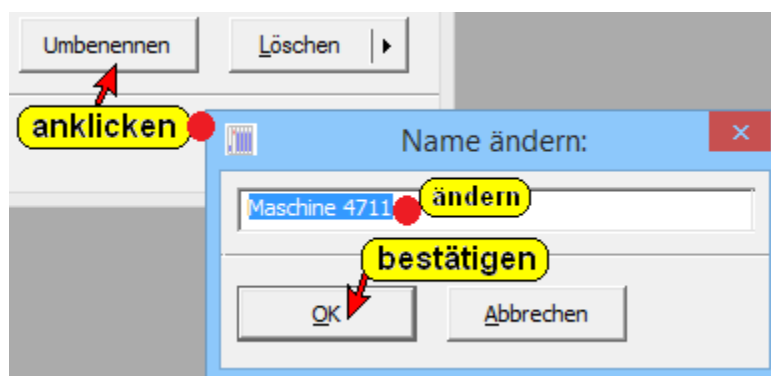 Umbenennen
Löschen
anklicken
Name ändern:
Maschine 4711
ändern
bestätigen
OK
Abbrechen